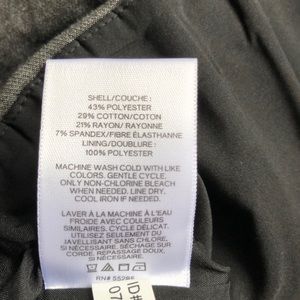 SHELL/COUCHE :
43% POLYESTER
29% COTTON/COTON
21% RAYON/ RAYONNE
7% SPANDEX/FIBRE ÉLASTHANNE
LINING/DOUBLURE :
100% POLYESTER
MACHINE WASH COLD WITH LIKE
COLORS. GENTLE CYCLE.
ONLY NON-CHLORINE BLEACH
WHEN NEEDED. LINE DRY.
COOL IRON IF NEEDED.
LAVER À LA MACHINE À L'EAU
FROIDE AVEC COULEURS
SIMILAIRES. CYCLE DÉLICAT.
UTILISEZ SEULEMENT DU
JAVELLISANT SANS CHLORE
SI NÉCESSAIRE. SÉCHAGE SUR
CORDE. REPASSAGE DOUX,
SI NÉCESSAIRE.
RN#
ID#
07